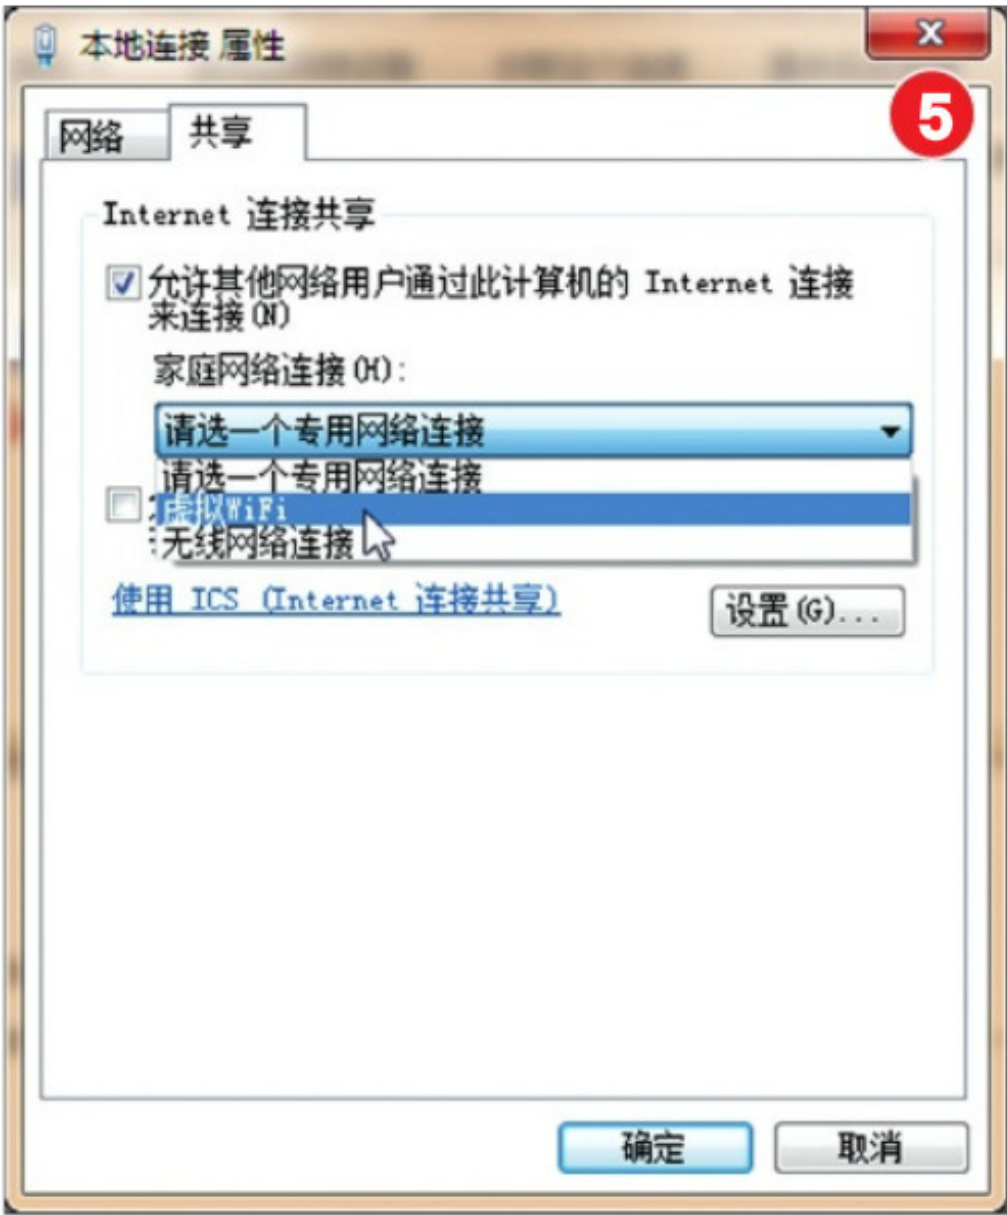 本地连接 属性
5
网络
共享
Internet 连接共享
允许其他网络用户通过此计算机的 Internet 连接
来连接(N)
家庭网络连接(H):
请选一个专用网络连接
请选一个专用网络连接
虚拟WiFi
无线网络连接
使用 ICS (Internet 连接共享)
设置(G)...
确定
取消